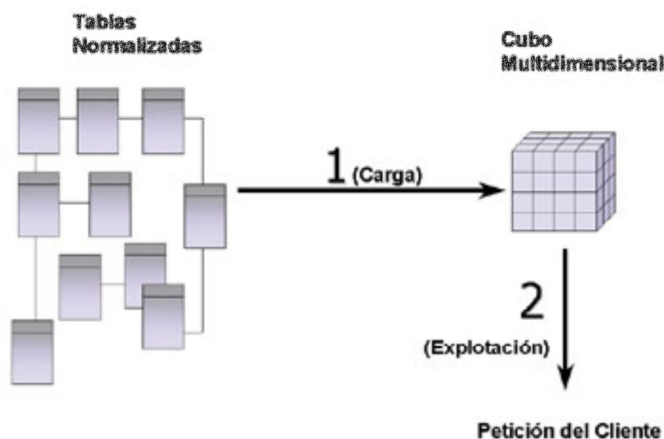 Tablas
Normalizadas
Cubo
Multidimensional
1 (Carga)
2
(Explotación)
Petición del Cliente